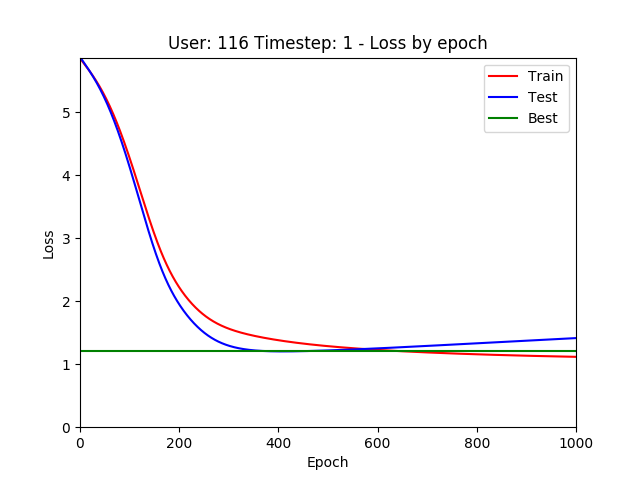 User: 116 Timestep: 1 - Loss by epoch
Train
Test
Best
Loss
5
4
3
2
1
0
0 200 400 600 800 1000
Epoch